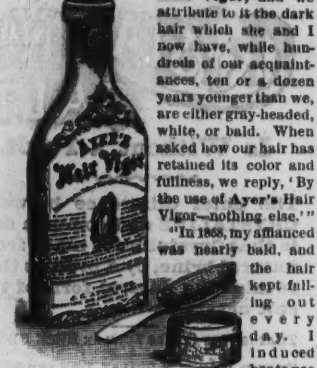 attribute to it the dark
hair which she and I
now have, while hun-
dreds of our acquaint-
ances, ten or a dozen
years younger than we,
are either gray-headed,
white, or bald. When
asked how our hair has
retained its color and
fullness, we reply, 'By
the use of Ayer's Hair
Vigor—nothing else.'"
"In 1868, my affianced
was nearly bald, and
the hair
kept fall-
ing out
every
day. I
induced
AYER'S
Hair Vigor